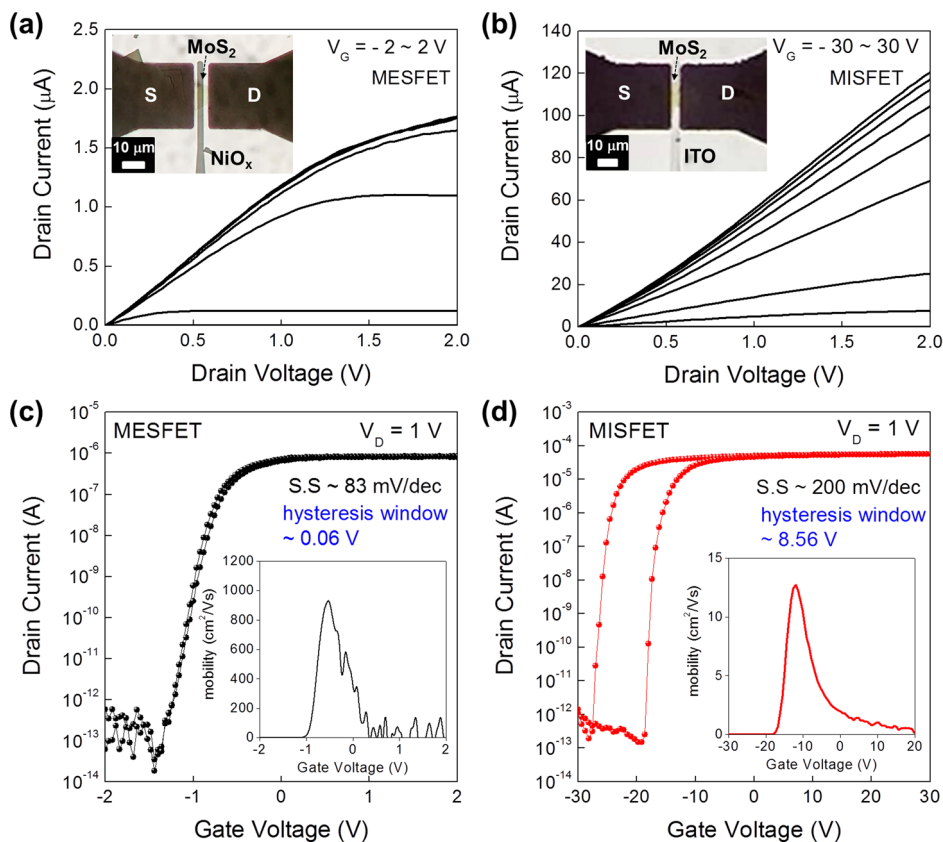 (a)
2.5
2.0
1.5
1.0
0.5
0.0
Drain Current (μA)
0.0 0.5 1.0 1.5 2.0
Drain Voltage (V)
V_G = - 2 ~ 2 V
MESFET
MoS₂
S D
10 μm
NiOₓ
(b)
140
120
100
80
60
40
20
0
Drain Current (μA)
0.0 0.5 1.0 1.5 2.0
Drain Voltage (V)
V_G = - 30 ~ 30 V
MISFET
MoS₂
S D
10 μm
ITO
(c)
10⁻⁵
10⁻⁶
10⁻⁷
10⁻⁸
10⁻⁹
10⁻¹⁰
10⁻¹¹
10⁻¹²
10⁻¹³
10⁻¹⁴
Drain Current (A)
-2 -1 0 1 2
Gate Voltage (V)
MESFET
V_D = 1 V
S.S ~ 83 mV/dec
hysteresis window
~ 0.06 V
1200
1000
800
600
400
200
0
mobility (cm²/Vs)
-2 -1 0 1 2
Gate Voltage (V)
(d)
10⁻³
10⁻⁴
10⁻⁵
10⁻⁶
10⁻⁷
10⁻⁸
10⁻⁹
10⁻¹⁰
10⁻¹¹
10⁻¹²
10⁻¹³
10⁻¹⁴
Drain Current (A)
-30 -20 -10 0 10 20 30
Gate Voltage (V)
MISFET
V_D = 1 V
S.S ~ 200 mV/dec
hysteresis window
~ 8.56 V
15
10
5
0
mobility (cm²/Vs)
-30 -20 -10 0 10 20
Gate Voltage (V)